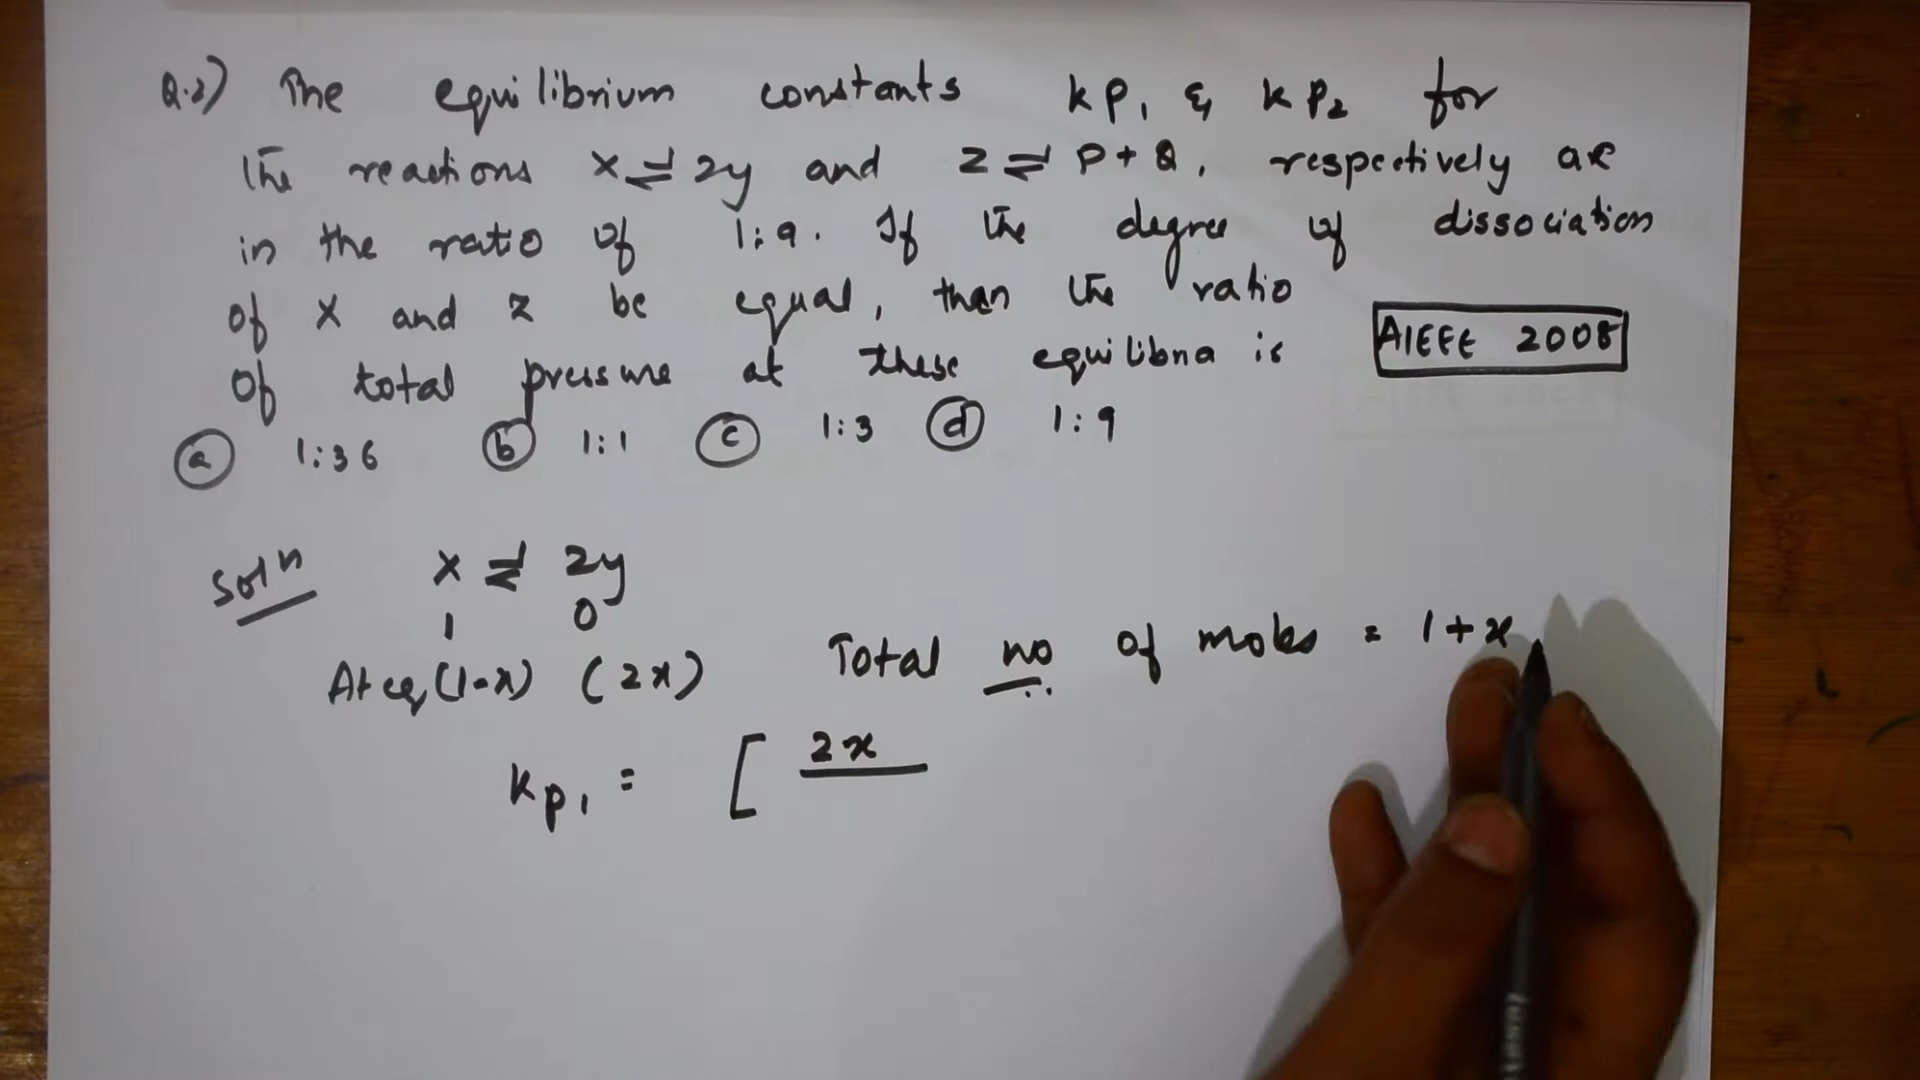 Q.2) The equilibrium constants kp₁ & kp₂ for
the reactions x ⇌ 2y and z ⇌ P + Q, respectively are
in the ratio of 1:9. If the degree of dissociation
of X and z be equal, then the ratio
of total pressure at these equilibria is
AIEEE 2008
(a) 1:36 (b) 1:1 (c) 1:3 (d) 1:9
Solⁿ x ⇌ 2y
1 0
At eq (1-x) (2x) Total no of moles = 1+x
kp₁ = [ 2x